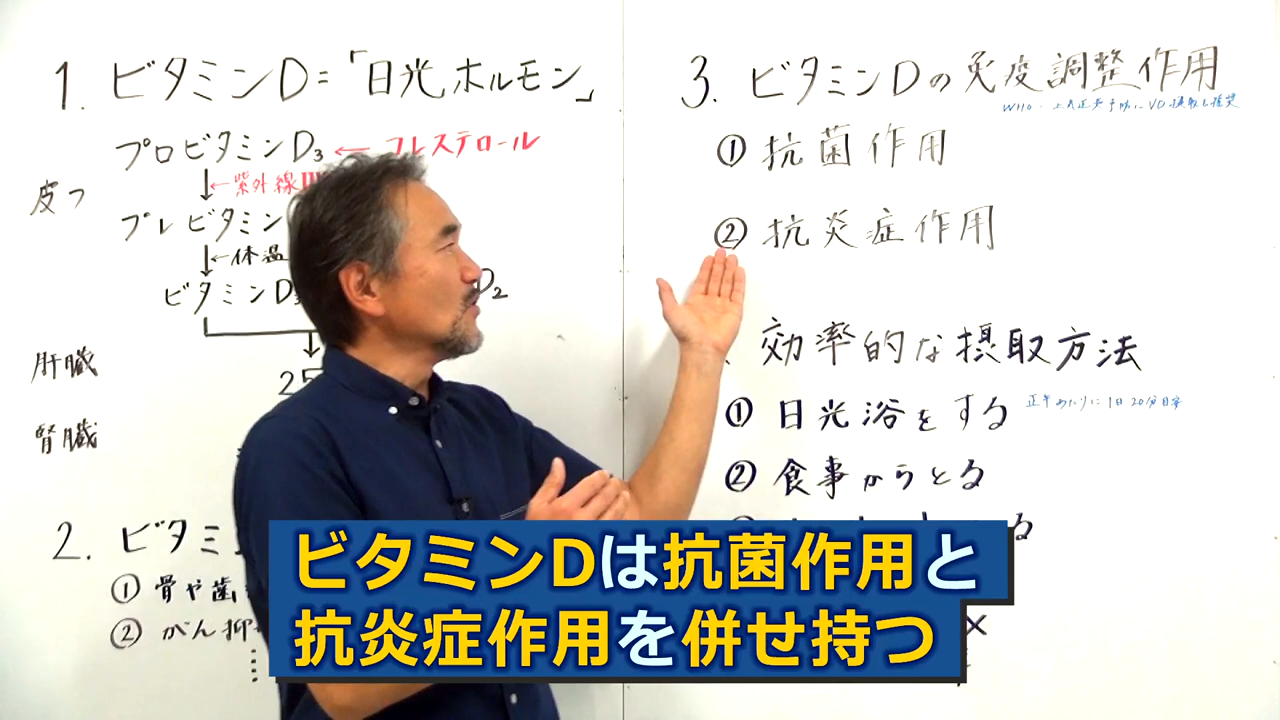 1. ビタミンD=「日光ホルモン」
プロビタミンD₃ ← コレステロール
皮フ
↓←紫外線
プレビタミン
↓←体温
ビタミンD₃ D₂
肝臓
25
腎臓
2. ビタミ
① 骨や歯
② がん抑
3. ビタミンDの免疫調整作用
① 抗菌作用
② 抗炎症作用
効率的な摂取方法
① 日光浴をする 正午あたりに1日20分目安
② 食事からとる
る
×
ビタミンDは抗菌作用と
抗炎症作用を併せ持つ